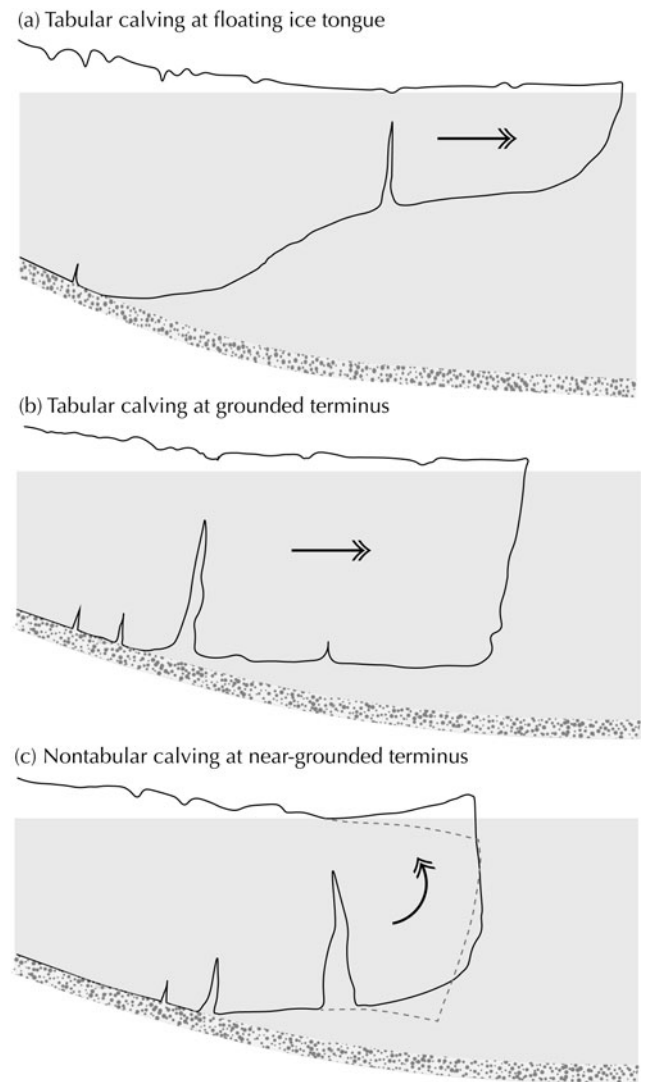 (a) Tabular calving at floating ice tongue
(b) Tabular calving at grounded terminus
(c) Nontabular calving at near-grounded terminus